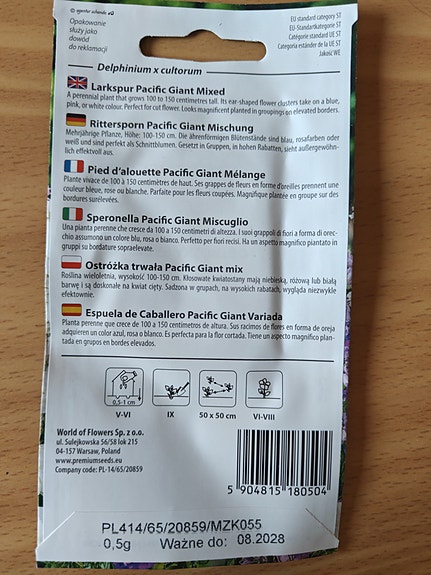 © agencter schendo
Opakowanie
służy jako
dowód
do reklamacji
EU standard category ST
EU-Standardkategorie ST
Catégorie standard UE ST
Categoría estánder de la UE ST
Jakość WE
Delphinium x cultorum
Larkspur Pacific Giant Mixed
A perennial plant that grows 100 to 150 centimetres tall. Its ear-shaped flower clusters take on a blue,
pink, or white colour. Perfect for cut flower. Looks magnificent planted in groupings on elevated borders.
Rittersporn Pacific Giant Mischung
Mehrjährige Pflanze, Höhe: 100-150 cm. Die ährenförmigen Blütenstände sind blau, rosafarben oder
weiß und sind perfekt als Schnittblumen. Gesetzt in Gruppen, in hohen Rabatten, sieht außergewöhn-
lich effektvoll aus.
Pied d'alouette Pacific Giant Mélange
Plante vivace de 100 à 150 centimètres de haut. Ses grappes de fleurs en forme d'oreilles prennent une
couleur bleue, rose ou blanche. Parfaite pour les fleurs coupées. Magnifique plantée en groupe sur des
bordures surélevées.
Speronella Pacific Giant Miscuglio
Una pianta perenne che cresce da 100 a 150 centimetri di altezza. I suoi grappoli di fiori a forma di orec-
chio assumono un colore blu, rosa o bianco. Perfetto per fiori recisi. Ha un aspetto magnifico piantato in
gruppi su bordature sopraelevate.
Ostróżka trwała Pacific Giant mix
Roślina wieloletnia, wysokość 100-150 cm. Kłosowate kwiatostany mają niebieską, różową lub białą
barwę i są doskonałe na kwiat cięty. Sadzona w grupach, na wysokich rabatach, wygląda niezwykle
efektownie.
Espuela de Caballero Pacific Giant Variada
Planta perenne que crece de 100 a 150 centímetros de altura. Sus racimos de flores en forma de oreja
adquieren un color azul, rosa o blanco. Es perfecta para la flor cortada. Tiene un aspecto magnífico plan-
tada en grupos en bordes elevados.
0,5-1 cm
V-VI IX 50 x 50 cm VI-VIII
World of Flowers Sp. z o.o.
ul. Sulejkowska 56/58 lok 215
04-157 Warsaw, Poland
www.premiumseeds.eu
Company code: PL-14/65/20859
5 904815 180504
PL414/65/20859/MZK055
0,5g Ważne do: 08.2028